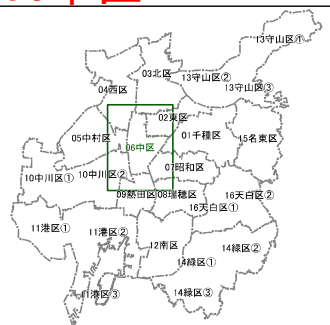 13守山区①
03北区
13守山区②
13守山区③
04西区
02東区
01千種区
05中村区
06中区
15名東区
07昭和区
10中川区①
10中川区②
09熱田区
08瑞穂区
16天白区②
16天白区①
11港区①
11港区②
12南区
14緑区②
14緑区①
11港区③
14緑区③